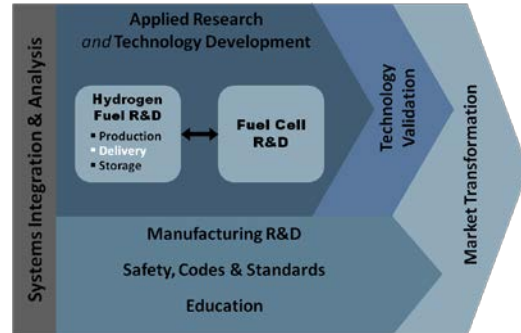 Systems Integration & Analysis
Applied Research
and Technology Development
Hydrogen
Fuel R&D
▪ Production
▪ Delivery
▪ Storage
Fuel Cell
R&D
Technology
Validation
Market Transformation
Manufacturing R&D
Safety, Codes & Standards
Education